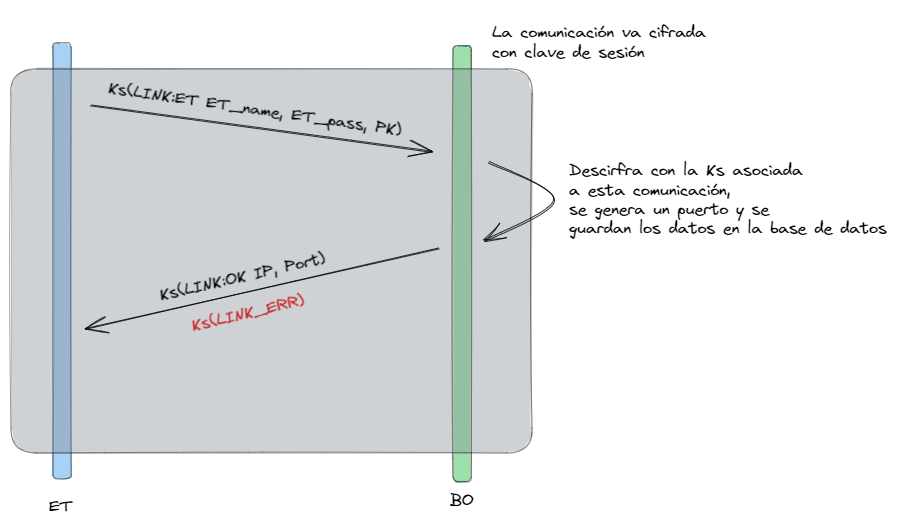 La comunicación va cifrada
con clave de sesión
Ks(LINK:ET ET_name, ET_pass, PK)
Descirfra con la Ks asociada
a esta comunicación,
se genera un puerto y se
guardan los datos en la base de datos
Ks(LINK:OK IP, Port)
Ks(LINK_ERR)
ET
BO